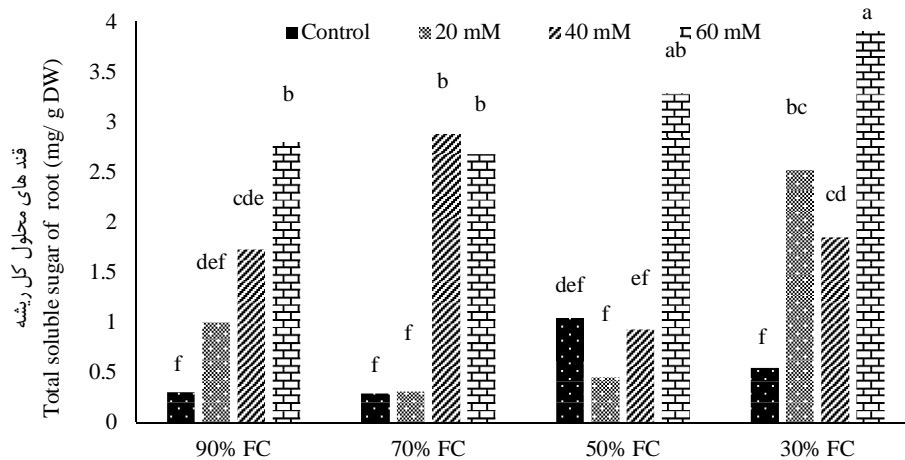 قند های محلول کل ریشه
Total soluble sugar of root (mg/ g DW)
4
3.5
3
2.5
2
1.5
1
0.5
0
Control 20 mM 40 mM 60 mM
f def cde b
f f b b
def f ef ab
f bc cd a
90% FC 70% FC 50% FC 30% FC